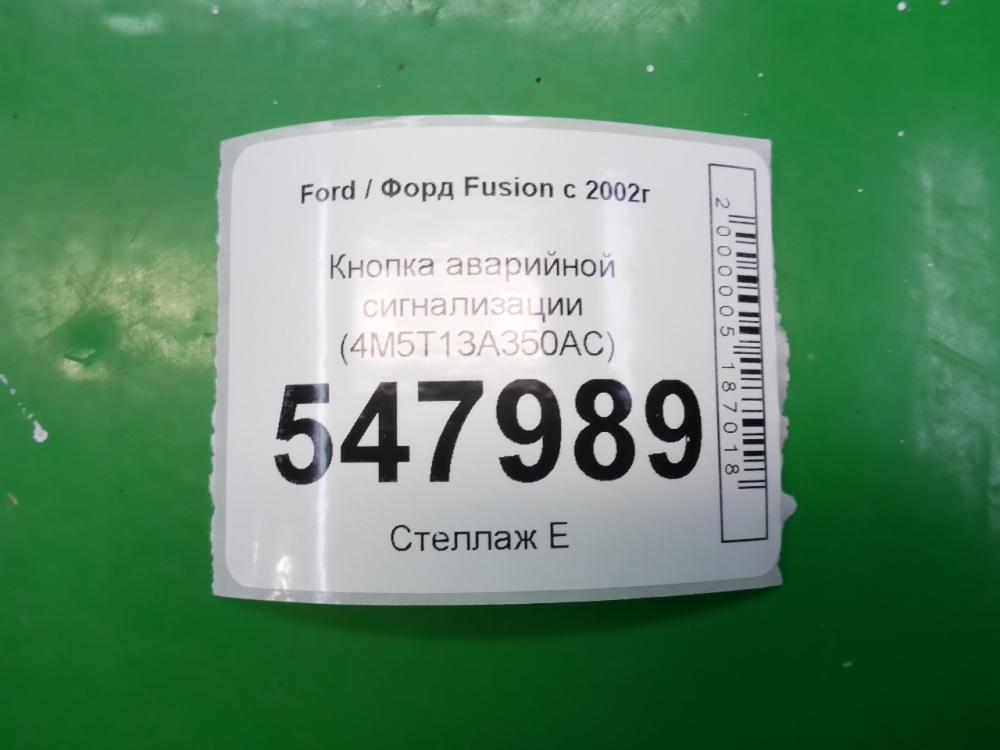 Ford / Форд Fusion с 2002г
Кнопка аварийной
сигнализации
(4M5T13A350AC)
547989
Стеллаж Е
2000005187018